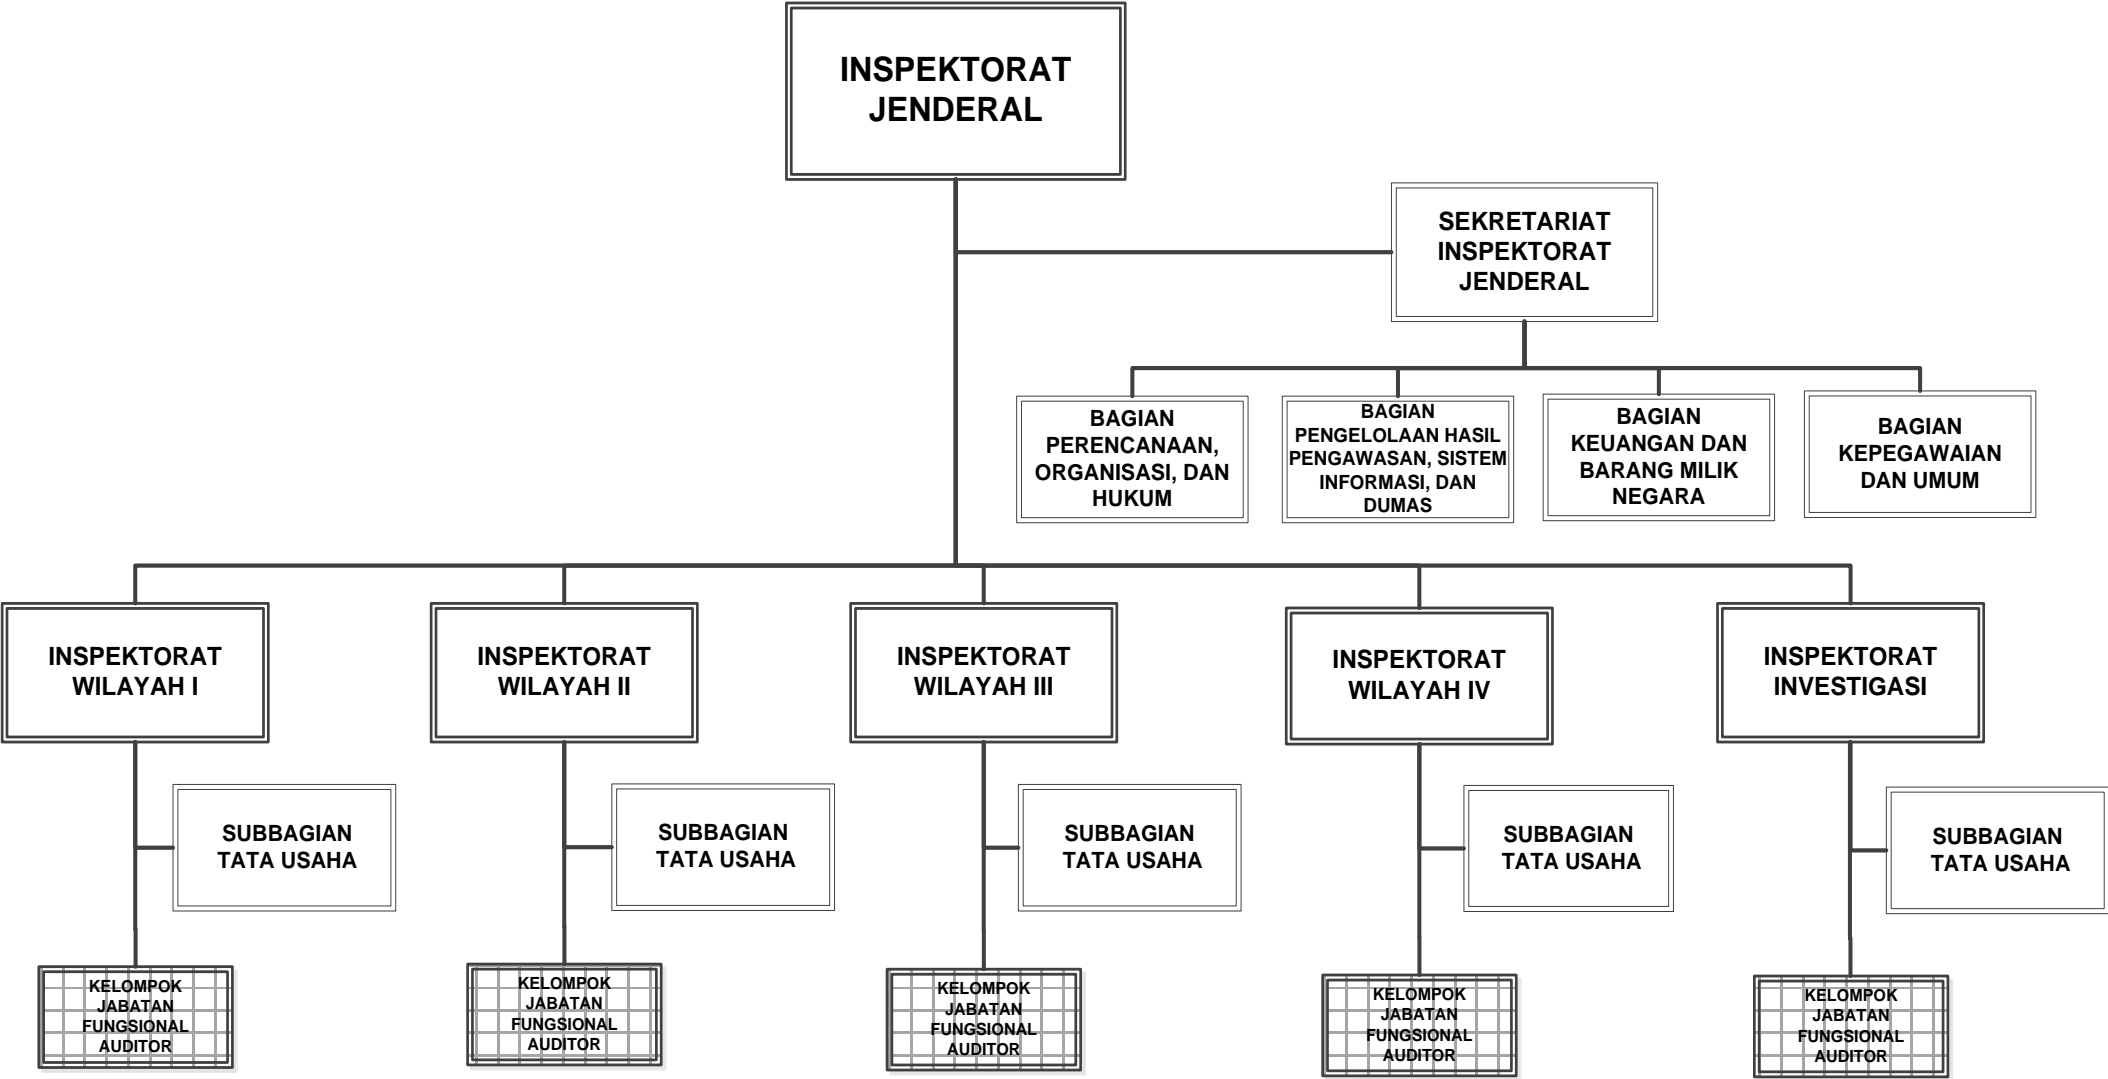 INSPEKTORAT
JENDERAL
SEKRETARIAT
INSPEKTORAT
JENDERAL
BAGIAN
PERENCANAAN,
ORGANISASI, DAN
HUKUM
BAGIAN
PENGELOLAAN HASIL
PENGAWASAN, SISTEM
INFORMASI, DAN
DUMAS
BAGIAN
KEUANGAN DAN
BARANG MILIK
NEGARA
BAGIAN
KEPEGAWAIAN
DAN UMUM
INSPEKTORAT
WILAYAH I
INSPEKTORAT
WILAYAH II
INSPEKTORAT
WILAYAH III
INSPEKTORAT
WILAYAH IV
INSPEKTORAT
INVESTIGASI
SUBBAGIAN
TATA USAHA
SUBBAGIAN
TATA USAHA
SUBBAGIAN
TATA USAHA
SUBBAGIAN
TATA USAHA
SUBBAGIAN
TATA USAHA
KELOMPOK
JABATAN
FUNGSIONAL
AUDITOR
KELOMPOK
JABATAN
FUNGSIONAL
AUDITOR
KELOMPOK
JABATAN
FUNGSIONAL
AUDITOR
KELOMPOK
JABATAN
FUNGSIONAL
AUDITOR
KELOMPOK
JABATAN
FUNGSIONAL
AUDITOR